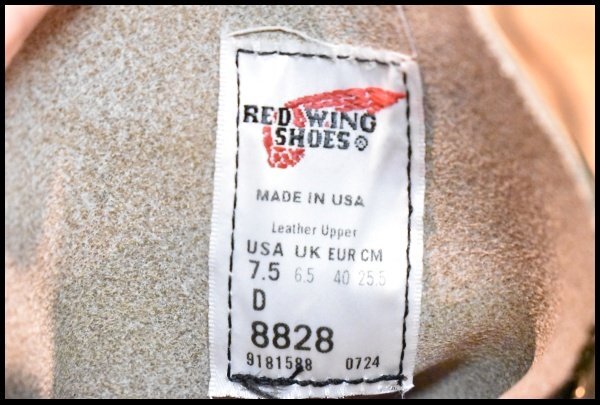 RED WING
SHOES®
MADE IN USA
Leather Upper
USA UK EUR CM
7.5 6.5 40 25.5
D
8828
9181588 0724